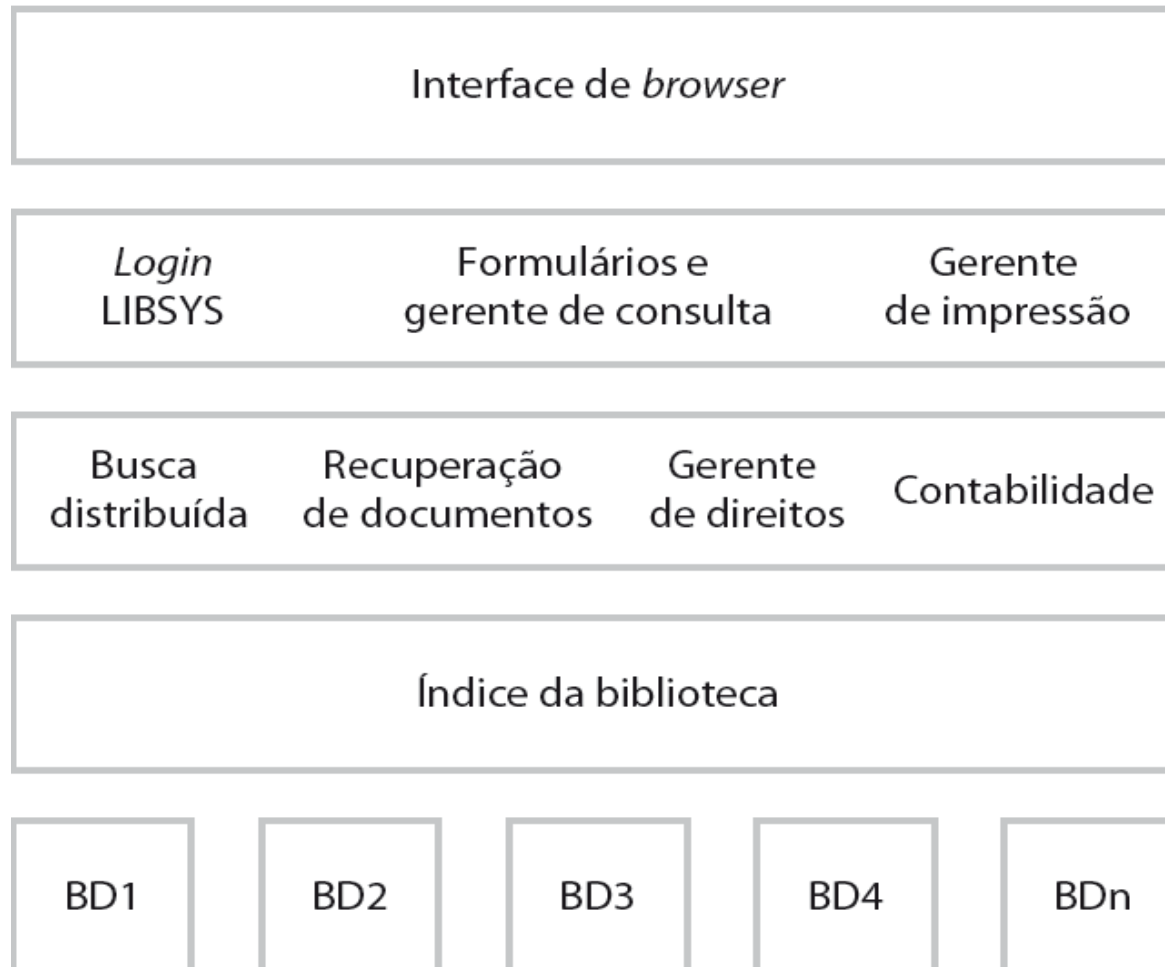 Interface de browser
Login
LIBSYS
Formulários e
gerente de consulta
Gerente
de impressão
Busca
distribuída
Recuperação
de documentos
Gerente
de direitos
Contabilidade
Índice da biblioteca
BD1
BD2
BD3
BD4
BDn